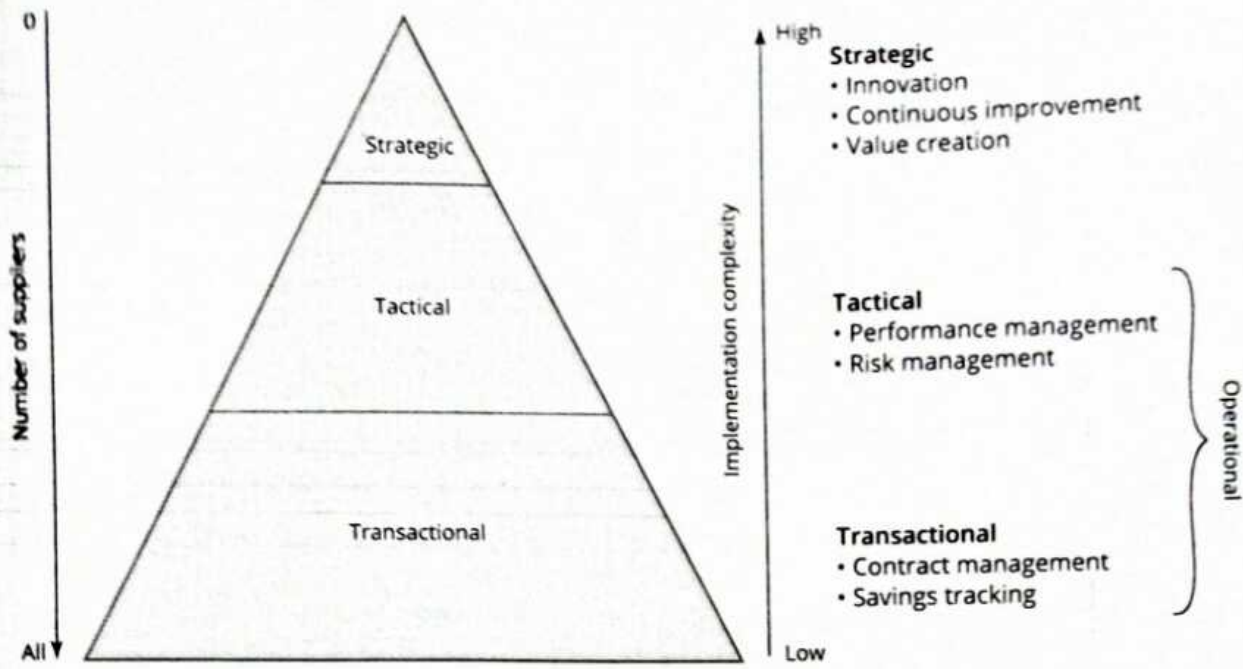 0
Number of suppliers
All
Strategic
Tactical
Transactional
High
Implementation complexity
Low
Strategic
• Innovation
• Continuous improvement
• Value creation
Tactical
• Performance management
• Risk management
Transactional
• Contract management
• Savings tracking
Operational